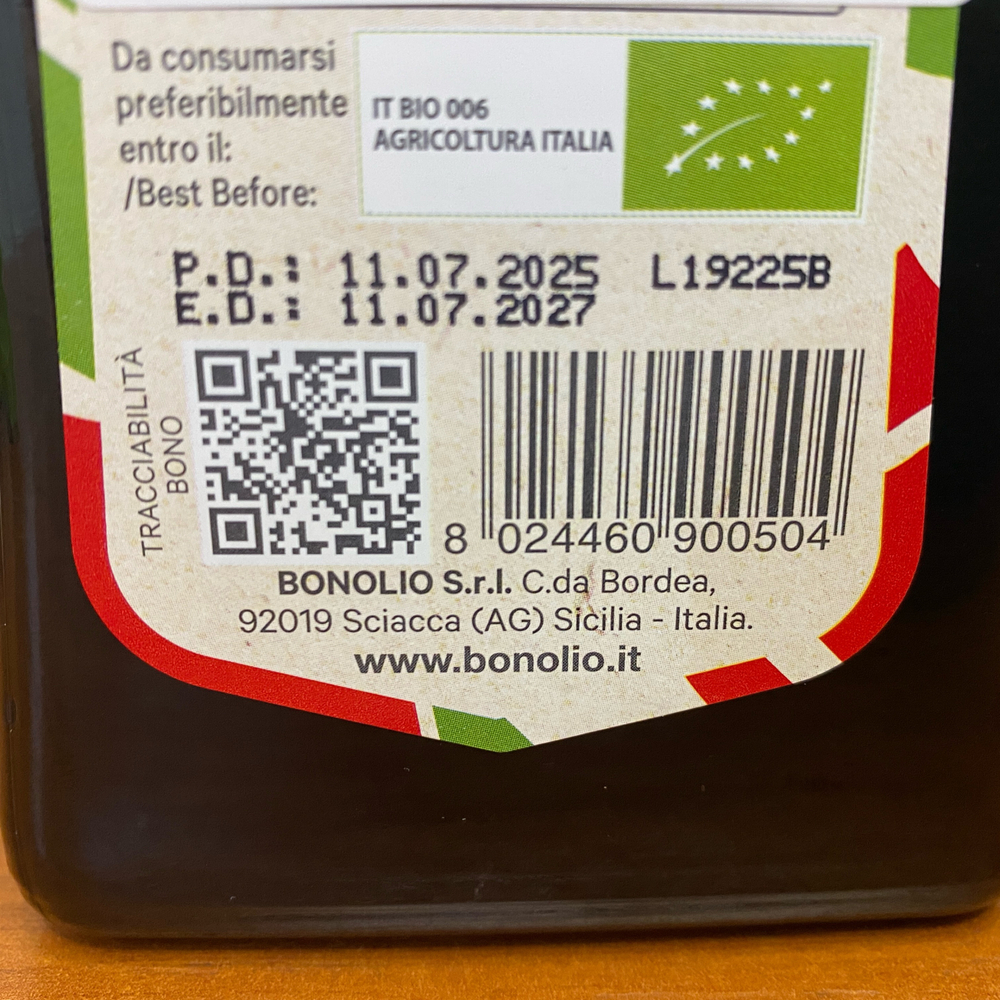 Da consumarsi
preferibilmente
entro il:
/Best Before:
IT BIO 006
AGRICOLTURA ITALIA
P.D.: 11.07.2025 L19225B
E.D.: 11.07.2027
TRACCIABILITÀ
BONO
8 024460 900504
BONOLIO S.r.l. C.da Bordea,
92019 Sciacca (AG) Sicilia - Italia.
www.bonolio.it